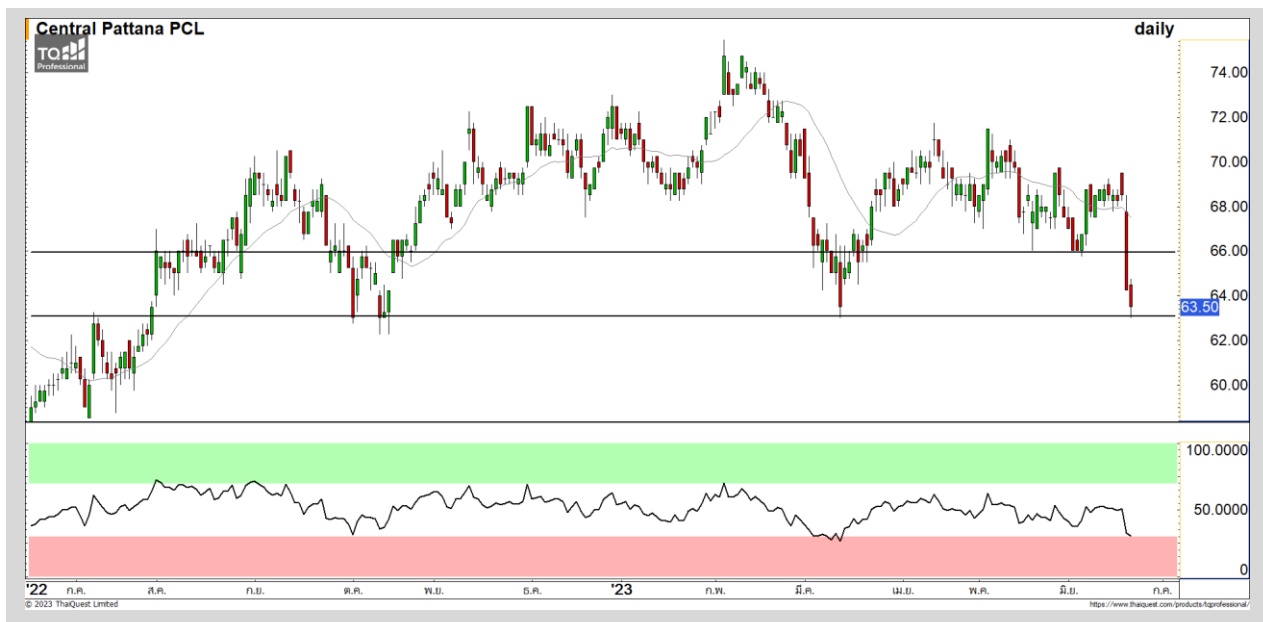 Central Pattana PCL
daily
TQ
Professional
74.00
72.00
70.00
68.00
66.00
64.00
63.50
62.00
60.00
100.0000
50.0000
0
'22 ก.ค. ส.ค. ก.ย. ต.ค. พ.ย. ธ.ค. '23 ก.พ. มี.ค. เม.ย. พ.ค. มิ.ย. ก.ค.
© 2023 ThaiQuest Limited
https://www.thaiquest.com/products/tqprofessional/